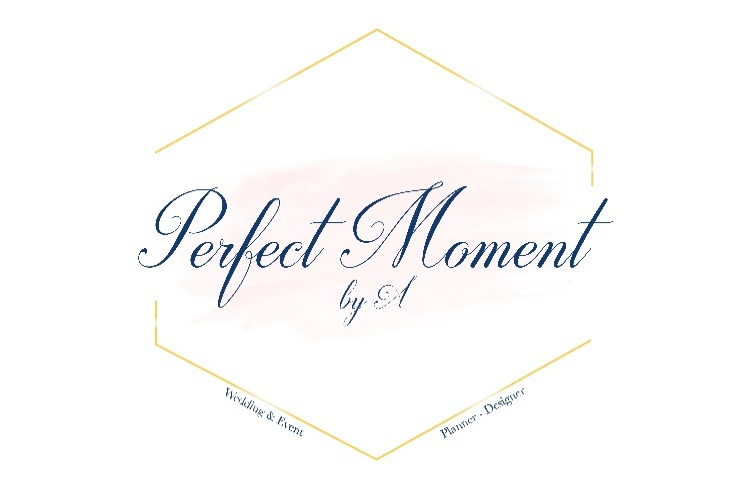 Perfect Moment
by A
Wedding & Event
Planner - Designer